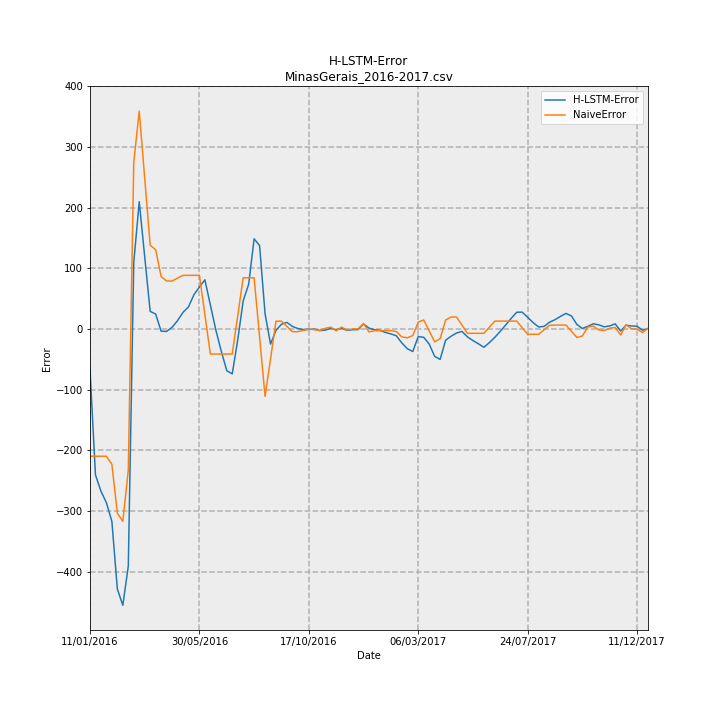 H-LSTM-Error
MinasGerais_2016-2017.csv
400
300
200
100
0
−100
−200
−300
−400
Error
H-LSTM-Error
NaiveError
11/01/2016
30/05/2016
17/10/2016
06/03/2017
24/07/2017
11/12/2017
Date